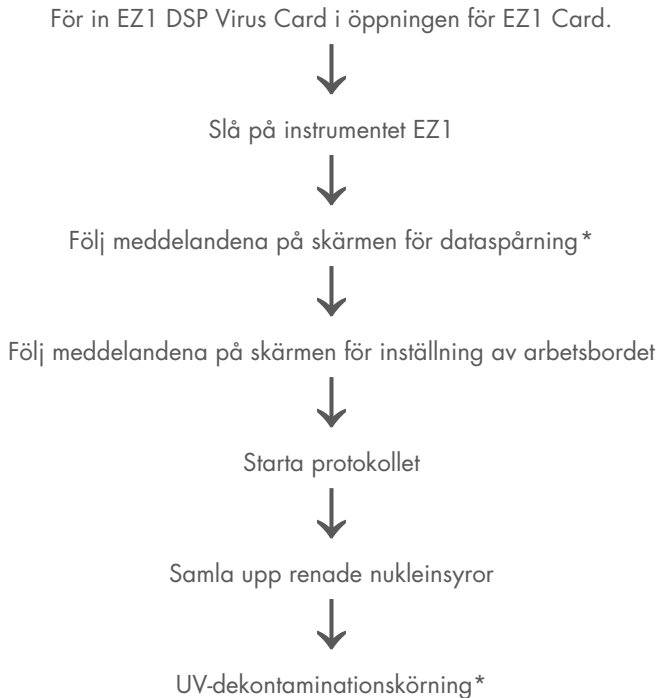 För in EZ1 DSP Virus Card i öppningen för EZ1 Card.
Slå på instrumentet EZ1
Följ meddelandena på skärmen för dataspårning*
Följ meddelandena på skärmen för inställning av arbetsbordet
Starta protokollet
Samla upp renade nukleinsyror
UV-dekontaminationskörning*